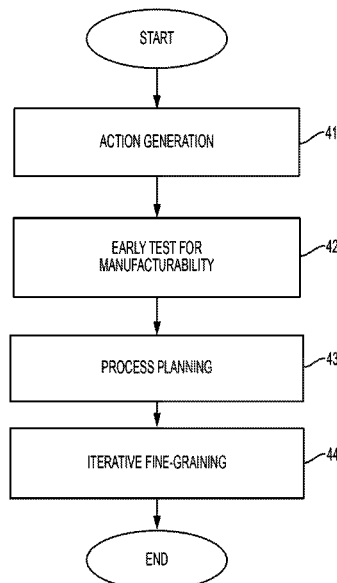 START
ACTION GENERATION
41
EARLY TEST FOR
MANUFACTURABILITY
42
PROCESS PLANNING
43
ITERATIVE FINE-GRAINING
44
END